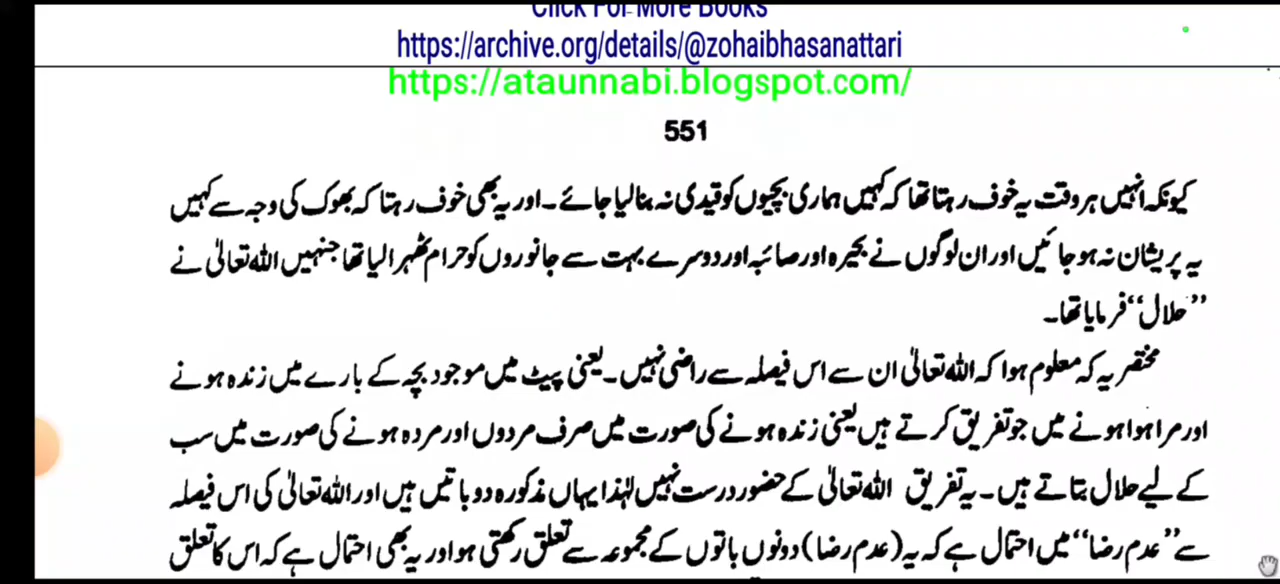 Click For More Books
https://archive.org/details/@zohaibhasanattari
https://ataunnabi.blogspot.com/
551
کیونکہ انہیں ہر وقت یہ خوف رہتا تھا کہ کہیں ہماری بچیوں کو قیدی نہ بنا لیا جائے۔ اور یہ بھی خوف رہتا کہ بھوک کی وجہ سے کہیں
یہ پریشان نہ ہو جائیں اور ان لوگوں نے بحیرہ اور صائبہ اور دوسرے بہت سے جانوروں کو حرام ٹھہرا لیا تھا جنہیں اللہ تعالیٰ نے
”حلال“ فرمایا تھا۔
مختصر یہ کہ معلوم ہوا کہ اللہ تعالیٰ ان سے اس فیصلہ سے راضی نہیں۔ یعنی پیٹ میں موجود بچہ کے بارے میں زندہ ہونے
اور مرا ہوا ہونے میں جو تفریق کرتے ہیں یعنی زندہ ہونے کی صورت میں صرف مردوں اور مردہ ہونے کی صورت میں سب
کے لیے حلال بتاتے ہیں۔ یہ تفریق اللہ تعالیٰ کے حضور درست نہیں لہٰذا یہاں مذکورہ دو باتیں ہیں اور اللہ تعالیٰ کی اس فیصلہ
سے ”عدم رضا“ میں احتمال ہے کہ یہ (عدم رضا) دونوں باتوں کے مجموعہ سے تعلق رکھتی ہو اور یہ بھی احتمال ہے کہ اس کا تعلق